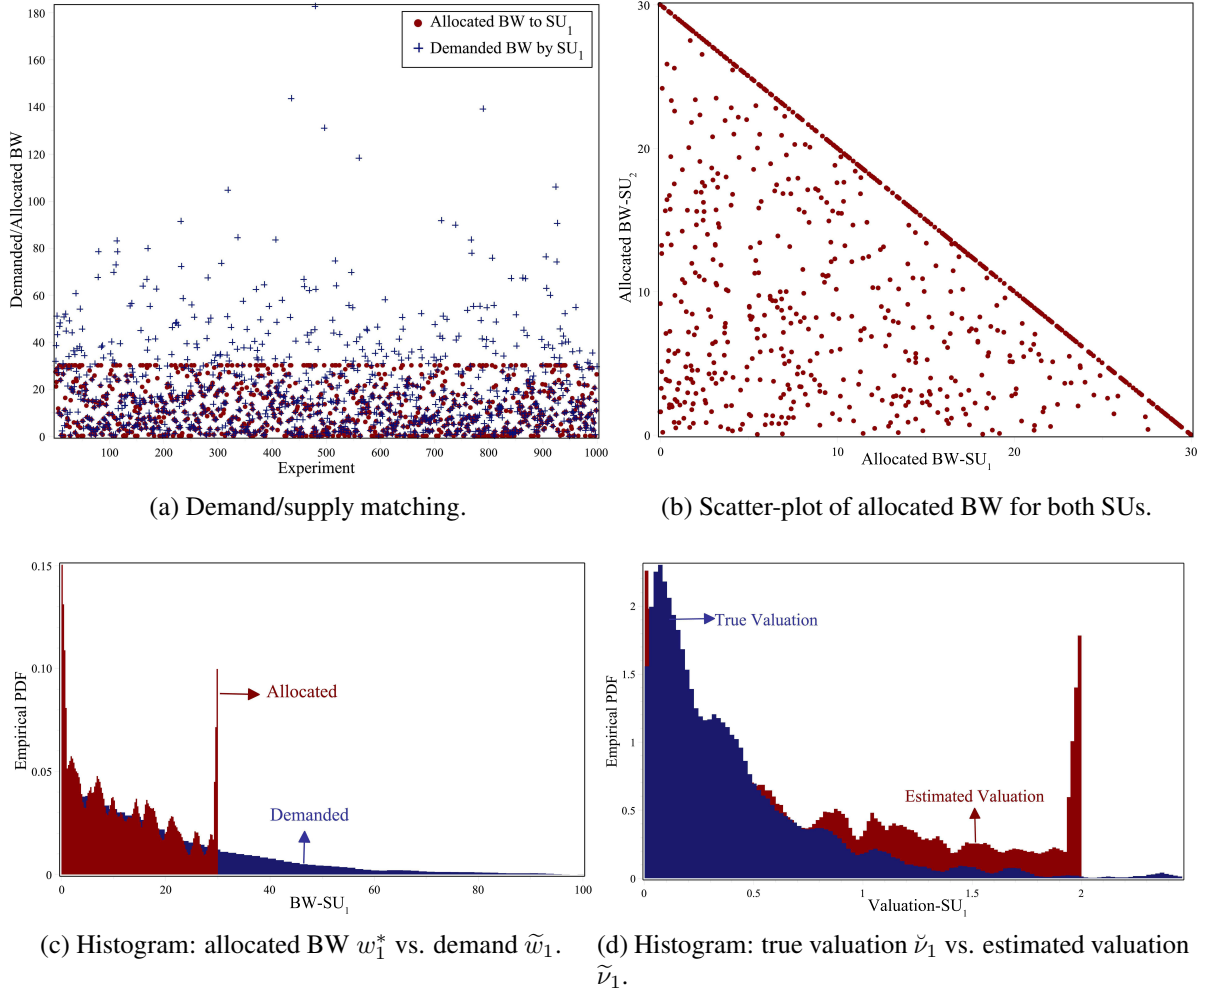 180
160
140
120
100
80
60
40
20
0
Demanded/Allocated BW
Allocated BW to SU1
Demanded BW by SU1
100 200 300 400 500 600 700 800 900 1000
Experiment
(a) Demand/supply matching.
30
20
10
0
Allocated BW-SU2
0 10 20 30
Allocated BW-SU1
(b) Scatter-plot of allocated BW for both SUs.
0.15
0.10
0.05
0
Empirical PDF
Allocated
Demanded
0 20 40 60 80 100
BW-SU1
(c) Histogram: allocated BW w₁* vs. demand w̃₁.
2
1.5
1
0.5
0
Empirical PDF
True Valuation
Estimated Valuation
0 0.5 1 1.5 2
Valuation-SU1
(d) Histogram: true valuation ν̆₁ vs. estimated valuation
ν̃₁.